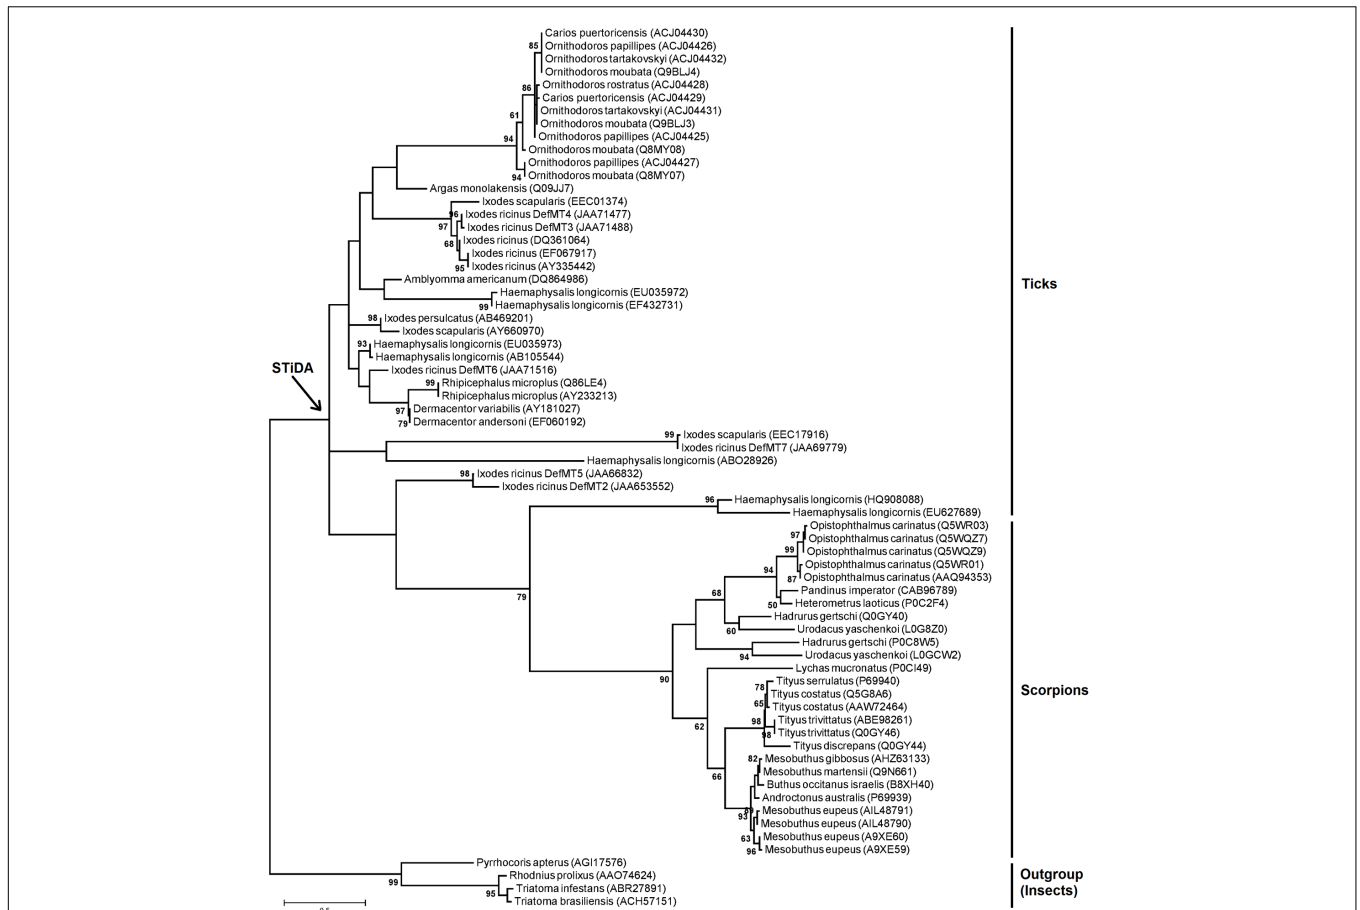 Carios puertoricensis (ACJ04430)
85
Ornithodoros papillipes (ACJ04426)
Ornithodoros tartakovskyi (ACJ04432)
Ornithodoros moubata (Q9BLJ4)
86
Ornithodoros rostratus (ACJ04428)
Carios puertoricensis (ACJ04429)
Ornithodoros tartakovskyi (ACJ04431)
61
Ornithodoros moubata (Q9BLJ3)
Ornithodoros papillipes (ACJ04425)
94
Ornithodoros moubata (Q8MY08)
Ornithodoros papillipes (ACJ04427)
94
Ornithodoros moubata (Q8MY07)
Argas monolakensis (Q09JJ7)
Ixodes scapularis (EEC01374)
96
Ixodes ricinus DefMT4 (JAA71477)
97
Ixodes ricinus DefMT3 (JAA71488)
68
Ixodes ricinus (DQ361064)
Ixodes ricinus (EF067917)
95
Ixodes ricinus (AY335442)
Amblyomma americanum (DQ864986)
Haemaphysalis longicornis (EU035972)
99
Haemaphysalis longicornis (EF432731)
98
Ixodes persulcatus (AB469201)
Ixodes scapularis (AY660970)
93
Haemaphysalis longicornis (EU035973)
Haemaphysalis longicornis (AB105544)
Ixodes ricinus DefMT6 (JAA71516)
99
Rhipicephalus microplus (Q86LE4)
Rhipicephalus microplus (AY233213)
97
Dermacentor variabilis (AY181027)
79
Dermacentor andersoni (EF060192)
STiDA
99
Ixodes scapularis (EEC17916)
Ixodes ricinus DefMT7 (JAA69779)
Haemaphysalis longicornis (ABO28926)
98
Ixodes ricinus DefMT5 (JAA66832)
Ixodes ricinus DefMT2 (JAA653552)
96
Haemaphysalis longicornis (HQ908088)
Haemaphysalis longicornis (EU627689)
Ticks
79
Opistophthalmus carinatus (Q5WR03)
97
Opistophthalmus carinatus (Q5WQZ7)
99
Opistophthalmus carinatus (Q5WQZ9)
94
Opistophthalmus carinatus (Q5WR01)
87
Opistophthalmus carinatus (AAQ94353)
68
Pandinus imperator (CAB96789)
50
Heterometrus laoticus (P0C2F4)
Hadrurus gertschi (Q0GY40)
60
Urodacus yaschenkoi (L0G8Z0)
Hadrurus gertschi (P0C8W5)
94
Urodacus yaschenkoi (L0GCW2)
90
Lychas mucronatus (P0CI49)
78
Tityus serrulatus (P69940)
Tityus costatus (Q5G8A6)
65
Tityus costatus (AAW72464)
98
Tityus trivittatus (ABE98261)
62
98
Tityus trivittatus (Q0GY46)
Tityus discrepans (Q0GY44)
82
Mesobuthus gibbosus (AHZ63133)
66
Mesobuthus martensii (Q9N661)
Buthus occitanus israelis (B8XH40)
Androctonus australis (P69939)
93
Mesobuthus eupeus (AIL48791)
Mesobuthus eupeus (AIL48790)
63
Mesobuthus eupeus (A9XE60)
96
Mesobuthus eupeus (A9XE59)
Scorpions
Pyrrhocoris apterus (AGI17576)
99
Rhodnius prolixus (AAO74624)
95
Triatoma infestans (ABR27891)
Triatoma brasiliensis (ACH57151)
Outgroup
(Insects)